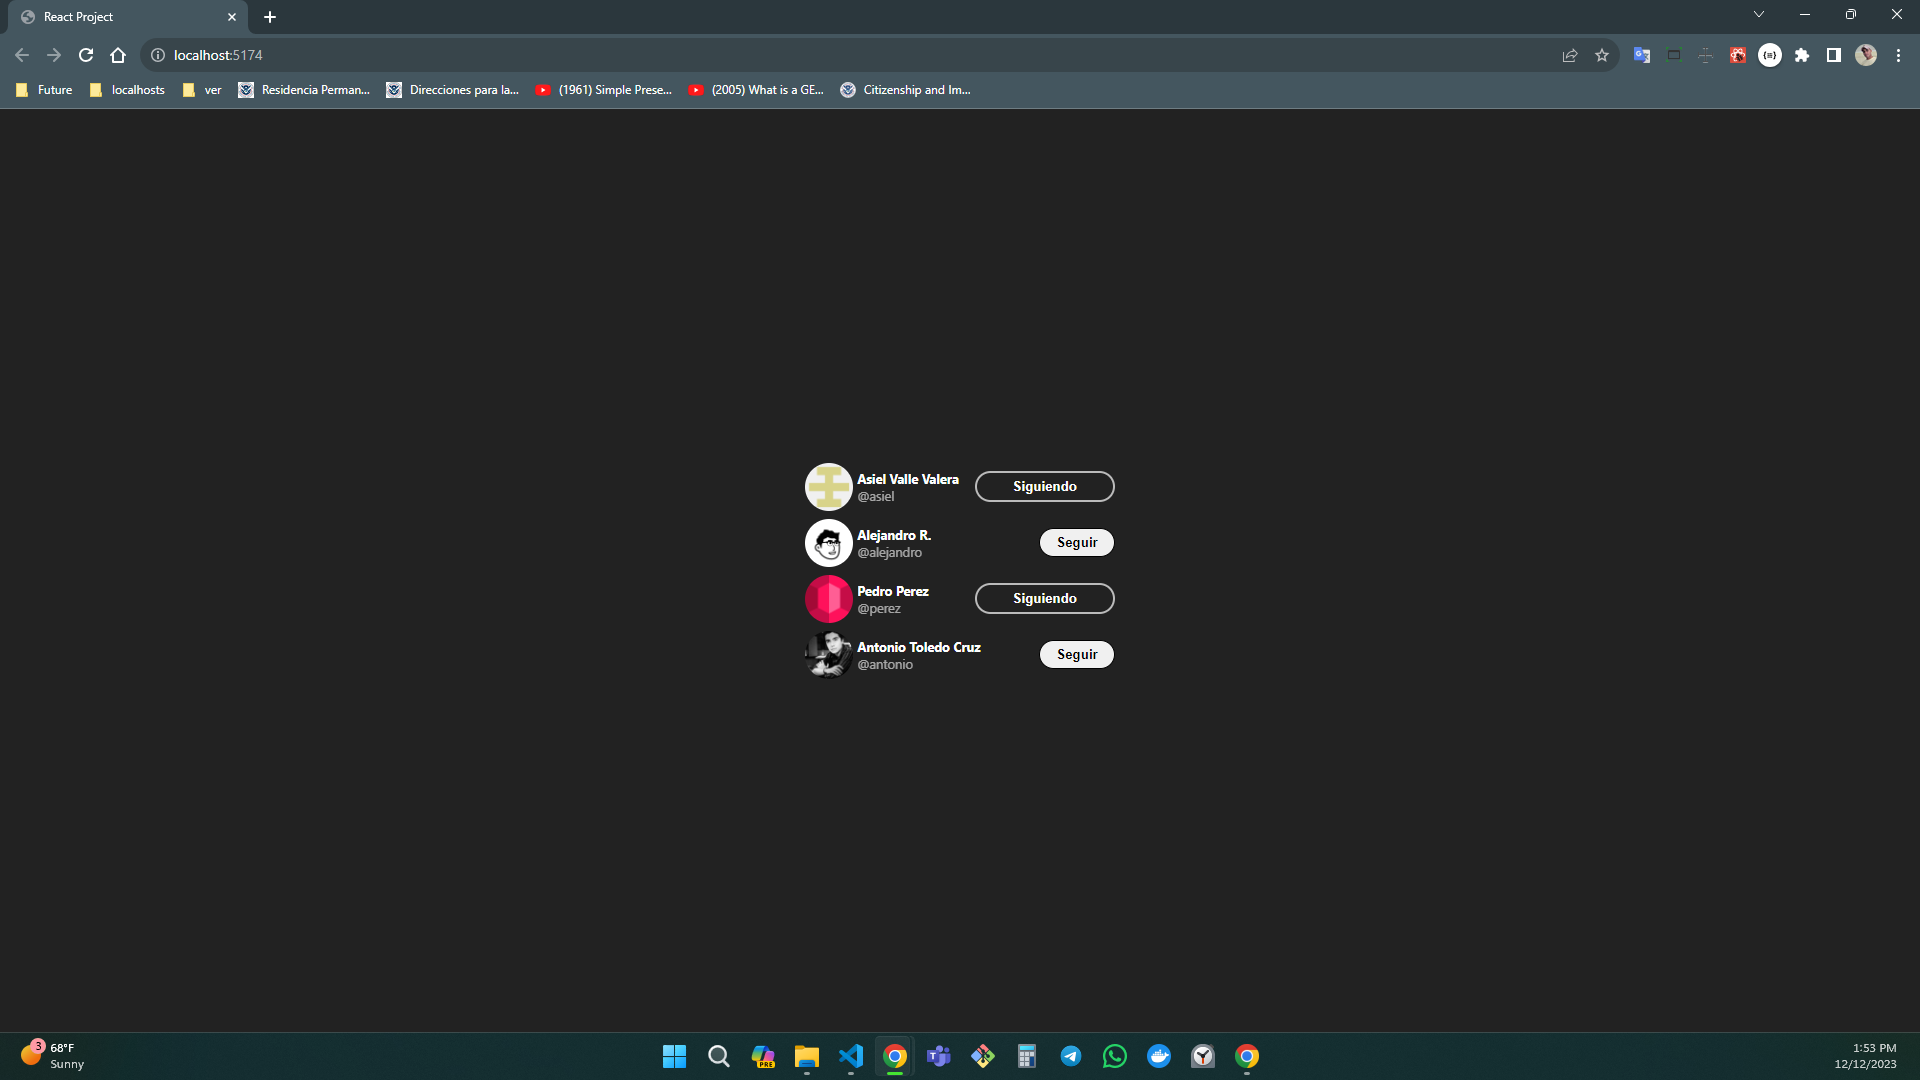 React Project
localhost:5174
Future
localhosts
ver
Residencia Perman...
Direcciones para la...
(1961) Simple Prese...
(2005) What is a GE...
Citizenship and Im...
Asiel Valle Valera
@asiel
Siguiendo
Alejandro R.
@alejandro
Seguir
Pedro Perez
@perez
Siguiendo
Antonio Toledo Cruz
@antonio
Seguir
3
68°F
Sunny
PRE
1:53 PM
12/12/2023